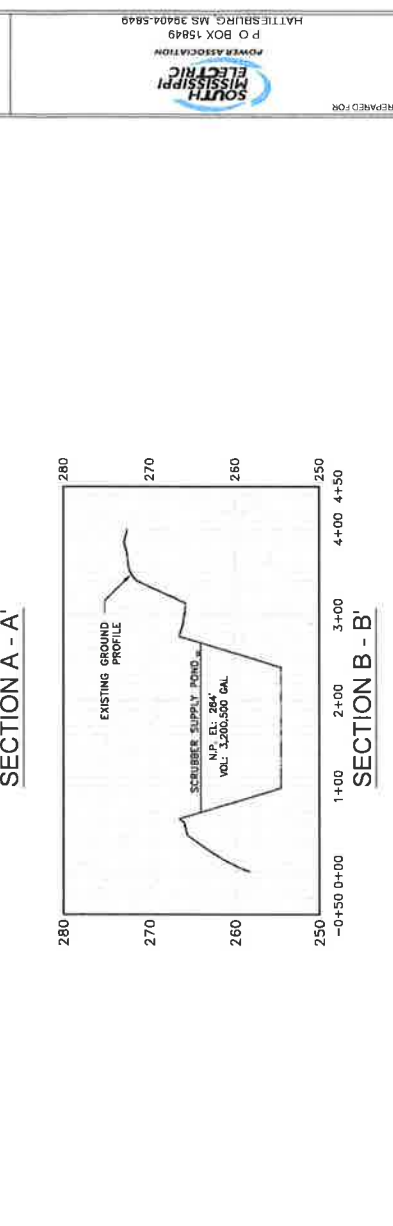 SECTION A - A'
280
270
260
250
280
270
260
250
EXISTING GROUND
PROFILE
SCRUBBER SUPPLY POND
N.P. EL: 264'
VOL: 3,200,500 GAL
-0+50 0+00 1+00 2+00 3+00 4+00 4+50
SECTION B - B'
PREPARED FOR
SOUTH
MISSISSIPPI
ELECTRIC
POWER ASSOCIATION
P O BOX 15849
HATTIESBURG, MS 39404-5849